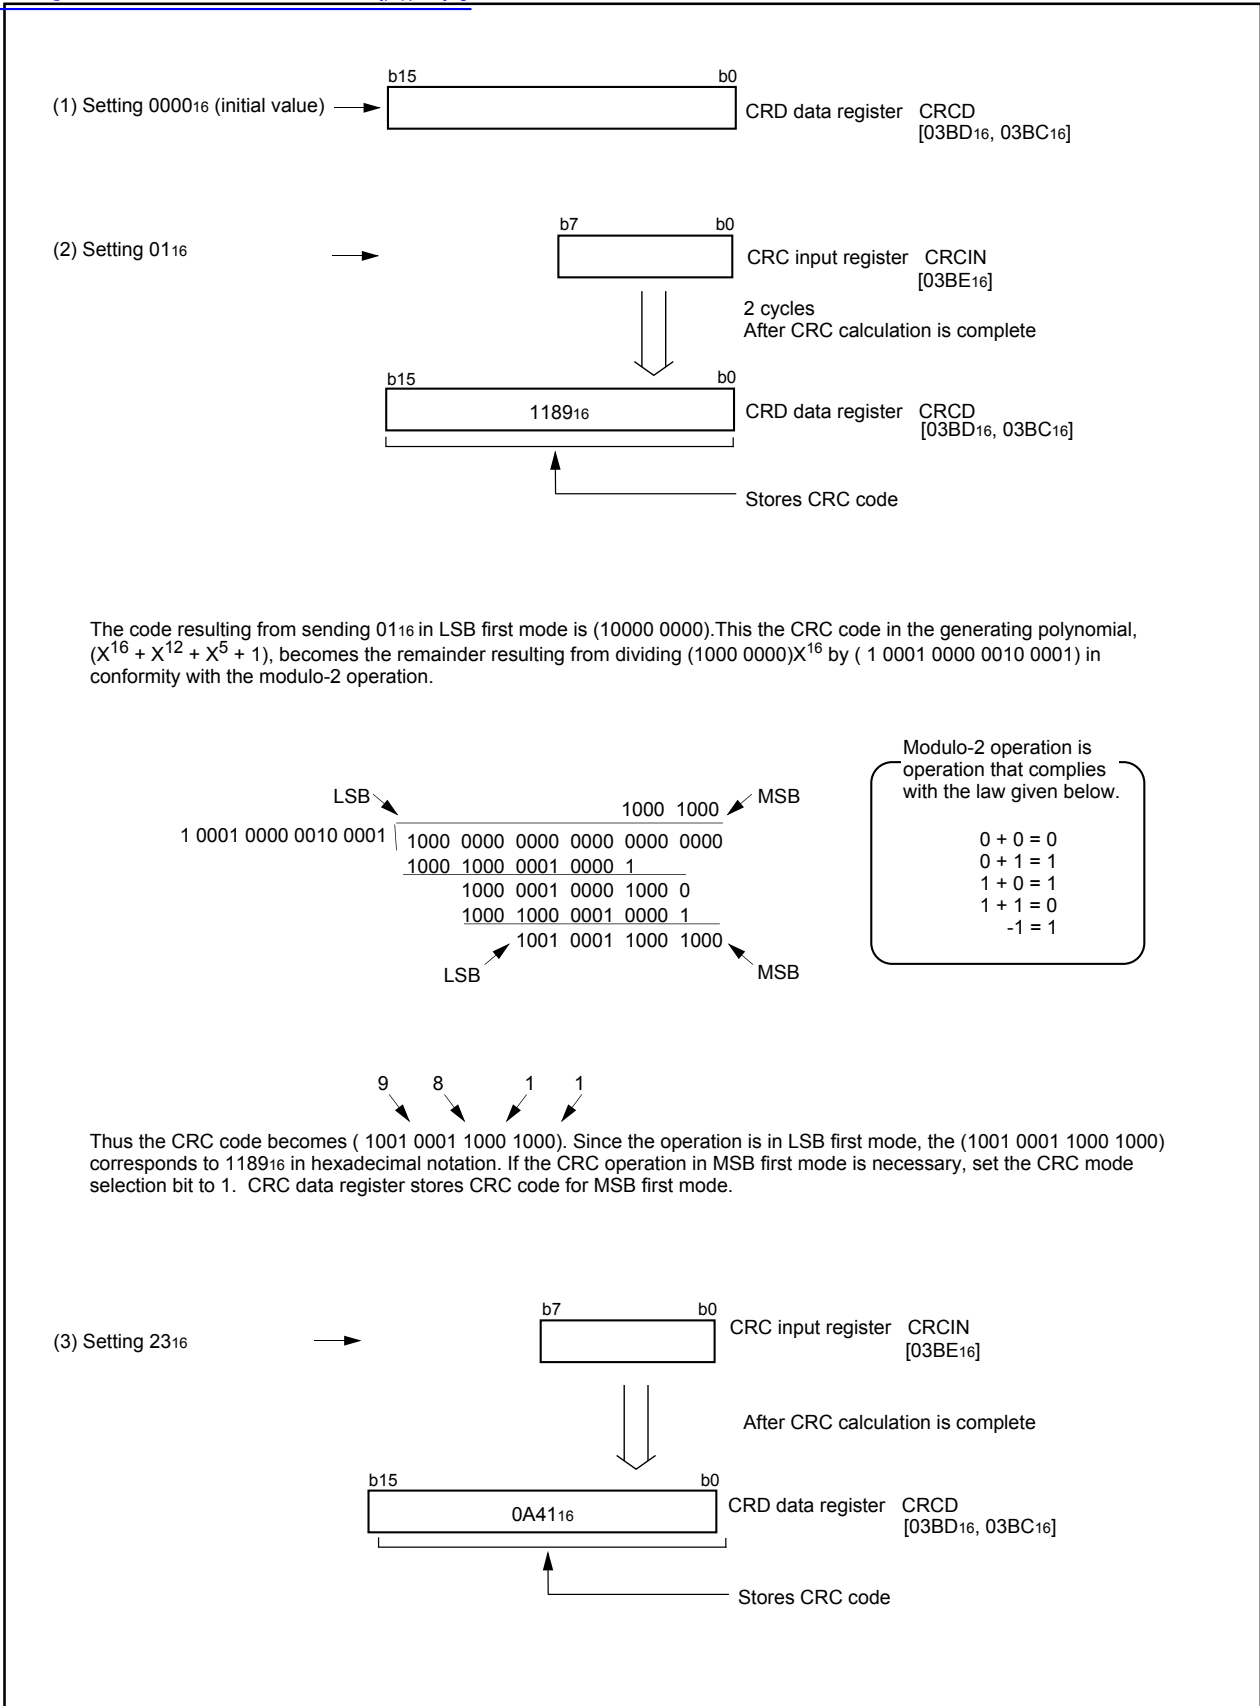 b15 b0
(1) Setting 000016 (initial value)
CRD data register CRCD
[03BD16, 03BC16]
b7 b0
(2) Setting 0116
CRC input register CRCIN
[03BE16]
2 cycles
After CRC calculation is complete
b15 b0
118916
CRD data register CRCD
[03BD16, 03BC16]
Stores CRC code
The code resulting from sending 0116 in LSB first mode is (10000 0000).This the CRC code in the generating polynomial,
(X16 + X12 + X5 + 1), becomes the remainder resulting from dividing (1000 0000)X16 by ( 1 0001 0000 0010 0001) in
conformity with the modulo-2 operation.
LSB
1000 1000
MSB
1 0001 0000 0010 0001
1000 0000 0000 0000 0000 0000
1000 1000 0001 0000 1
1000 0001 0000 1000 0
1000 1000 0001 0000 1
1001 0001 1000 1000
LSB
MSB
Modulo-2 operation is
operation that complies
with the law given below.
0 + 0 = 0
0 + 1 = 1
1 + 0 = 1
1 + 1 = 0
-1 = 1
9 8 1 1
Thus the CRC code becomes ( 1001 0001 1000 1000). Since the operation is in LSB first mode, the (1001 0001 1000 1000)
corresponds to 118916 in hexadecimal notation. If the CRC operation in MSB first mode is necessary, set the CRC mode
selection bit to 1. CRC data register stores CRC code for MSB first mode.
b7 b0
(3) Setting 2316
CRC input register CRCIN
[03BE16]
After CRC calculation is complete
b15 b0
0A4116
CRD data register CRCD
[03BD16, 03BC16]
Stores CRC code